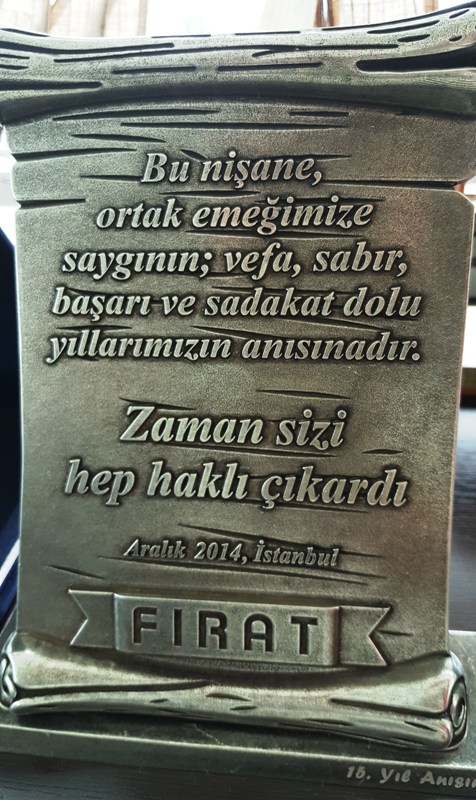 Bu nişane,
ortak emeğimize
saygının; vefa, sabır,
başarı ve sadakat dolu
yıllarımızın anısınadır.
Zaman sizi
hep haklı çıkardı
Aralık 2014, İstanbul
FIRAT
15. Yıl Anısı